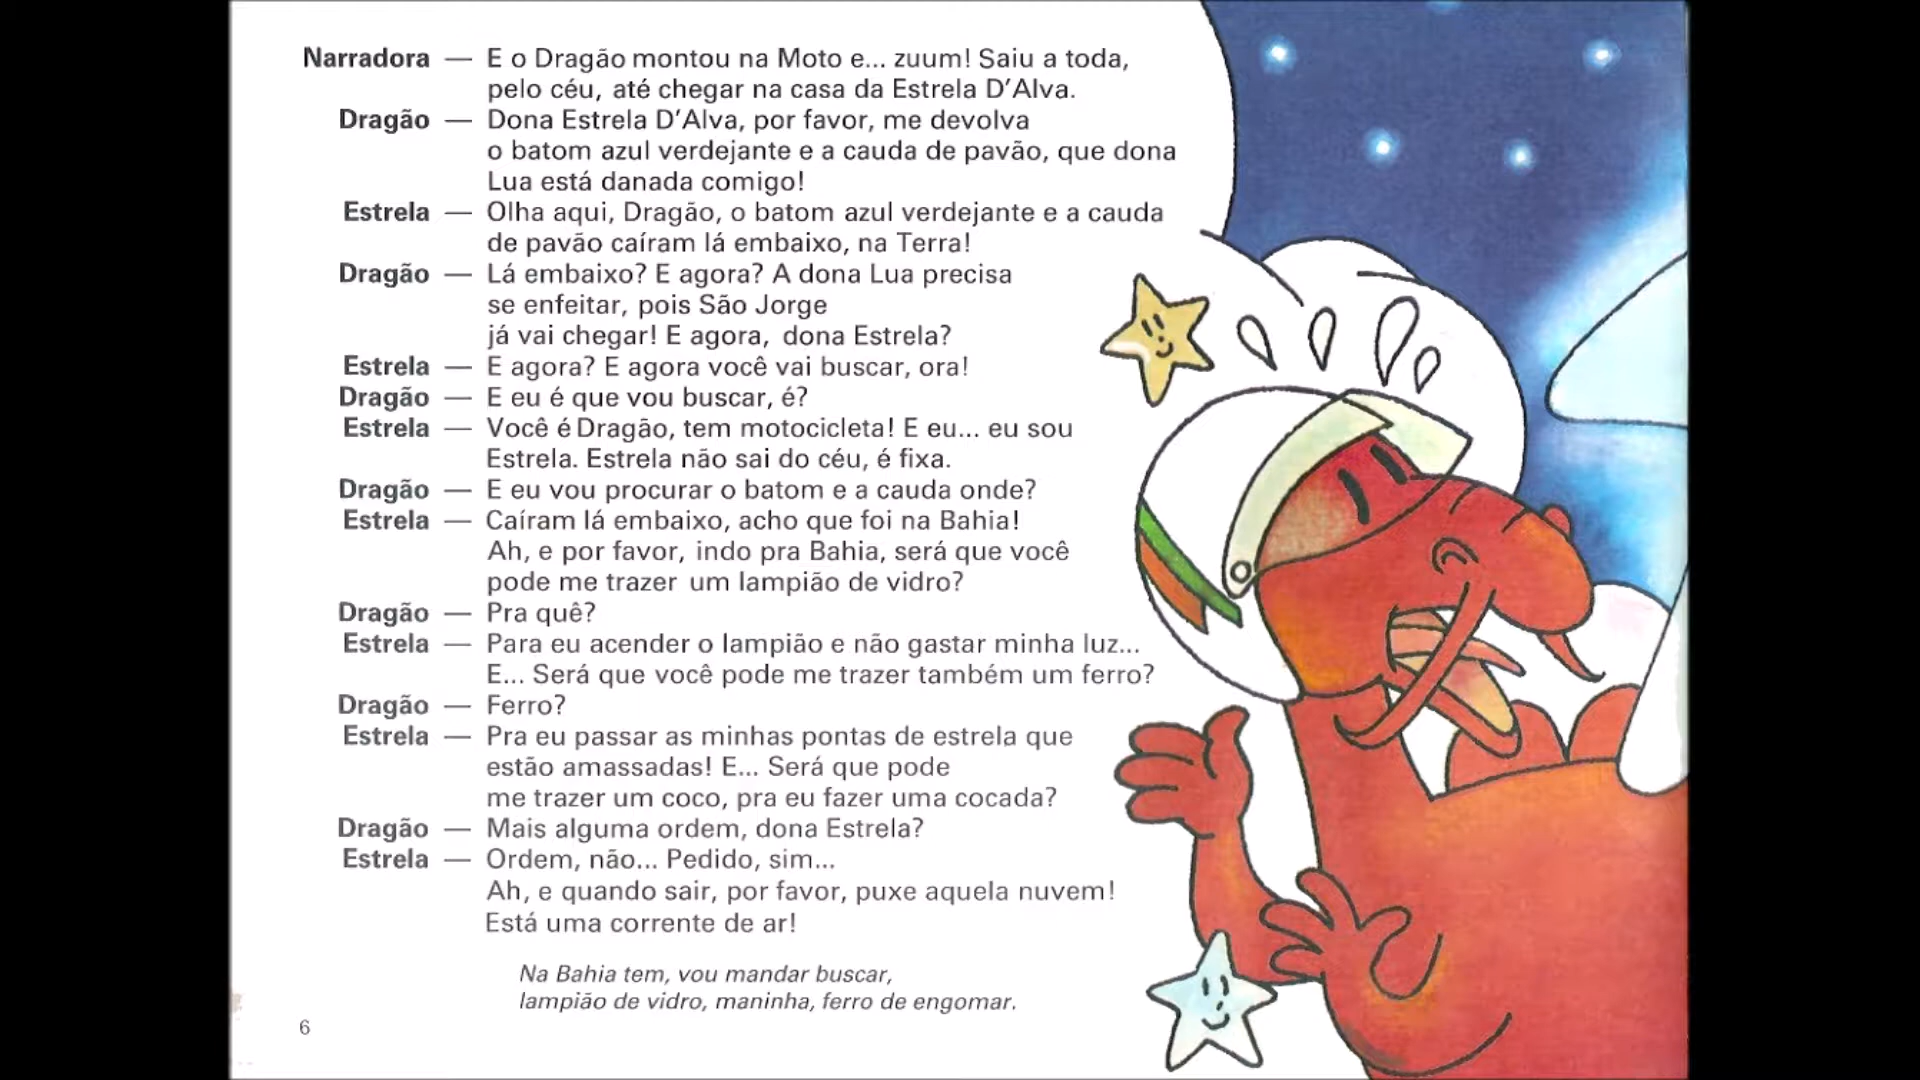 Narradora — E o Dragão montou na Moto e... zuum! Saiu a toda,
pelo céu, até chegar na casa da Estrela D'Alva.
Dragão — Dona Estrela D'Alva, por favor, me devolva
o batom azul verdejante e a cauda de pavão, que dona
Lua está danada comigo!
Estrela — Olha aqui, Dragão, o batom azul verdejante e a cauda
de pavão caíram lá embaixo, na Terra!
Dragão — Lá embaixo? E agora? A dona Lua precisa
se enfeitar, pois São Jorge
já vai chegar! E agora, dona Estrela?
Estrela — E agora? E agora você vai buscar, ora!
Dragão — E eu é que vou buscar, é?
Estrela — Você é Dragão, tem motocicleta! E eu... eu sou
Estrela. Estrela não sai do céu, é fixa.
Dragão — E eu vou procurar o batom e a cauda onde?
Estrela — Caíram lá embaixo, acho que foi na Bahia!
Ah, e por favor, indo pra Bahia, será que você
pode me trazer um lampião de vidro?
Dragão — Pra quê?
Estrela — Para eu acender o lampião e não gastar minha luz...
E... Será que você pode me trazer também um ferro?
Dragão — Ferro?
Estrela — Pra eu passar as minhas pontas de estrela que
estão amassadas! E... Será que pode
me trazer um coco, pra eu fazer uma cocada?
Dragão — Mais alguma ordem, dona Estrela?
Estrela — Ordem, não... Pedido, sim...
Ah, e quando sair, por favor, puxe aquela nuvem!
Está uma corrente de ar!
Na Bahia tem, vou mandar buscar,
lampião de vidro, maninha, ferro de engomar.
6